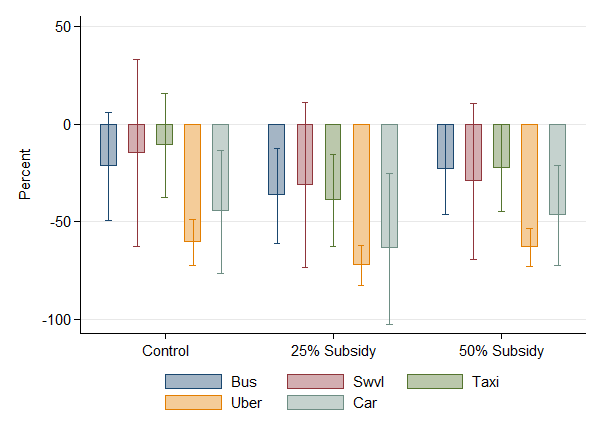 50
0
-50
-100
Percent
Control 25% Subsidy 50% Subsidy
Bus Swvl Taxi
Uber Car